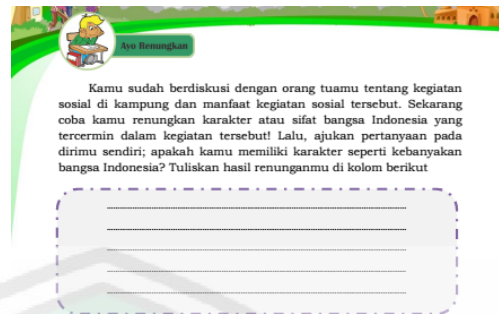 Ayo Renungkan
Kamu sudah berdiskusi dengan orang tuamu tentang kegiatan
sosial di kampung dan manfaat kegiatan sosial tersebut. Sekarang
coba kamu renungkan karakter atau sifat bangsa Indonesia yang
tercermin dalam kegiatan tersebut! Lalu, ajukan pertanyaan pada
dirimu sendiri; apakah kamu memiliki karakter seperti kebanyakan
bangsa Indonesia? Tuliskan hasil renunganmu di kolom berikut